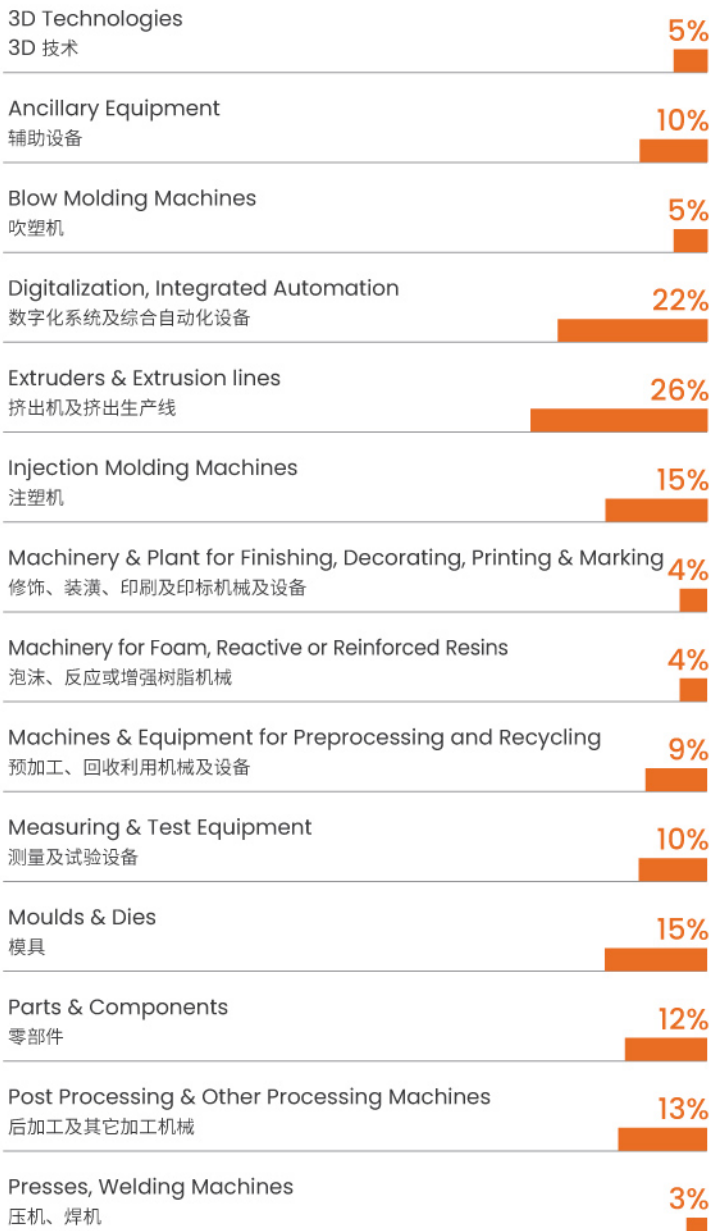 3D Technologies
3D 技术
5%
Ancillary Equipment
辅助设备
10%
Blow Molding Machines
吹塑机
5%
Digitalization, Integrated Automation
数字化系统及综合自动化设备
22%
Extruders & Extrusion lines
挤出机及挤出生产线
26%
Injection Molding Machines
注塑机
15%
Machinery & Plant for Finishing, Decorating, Printing & Marking
修饰、装潢、印刷及印标机械及设备
4%
Machinery for Foam, Reactive or Reinforced Resins
泡沫、反应或增强树脂机械
4%
Machines & Equipment for Preprocessing and Recycling
预加工、回收利用机械及设备
9%
Measuring & Test Equipment
测量及试验设备
10%
Moulds & Dies
模具
15%
Parts & Components
零部件
12%
Post Processing & Other Processing Machines
后加工及其它加工机械
13%
Presses, Welding Machines
压机、焊机
3%